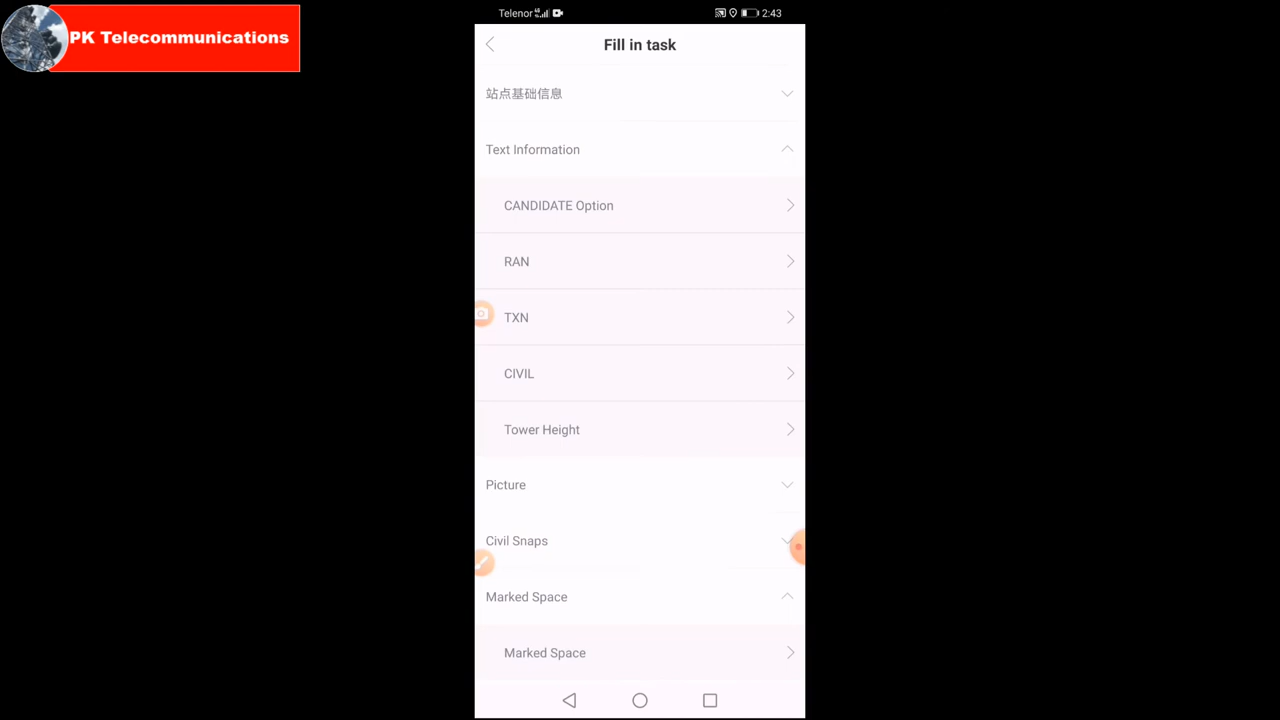 PK Telecommunications
Telenor 4G 2:43
Fill in task
站点基础信息
Text Information
CANDIDATE Option
RAN
TXN
CIVIL
Tower Height
Picture
Civil Snaps
Marked Space
Marked Space